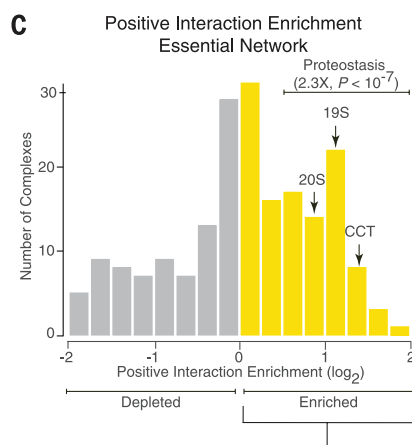 C
Positive Interaction Enrichment
Essential Network
Proteostasis
(2.3X, P < 10⁻⁷)
30
19S
20
20S
CCT
10
0
Number of Complexes
-2
-1
0
1
2
Positive Interaction Enrichment (log₂)
Depleted
Enriched